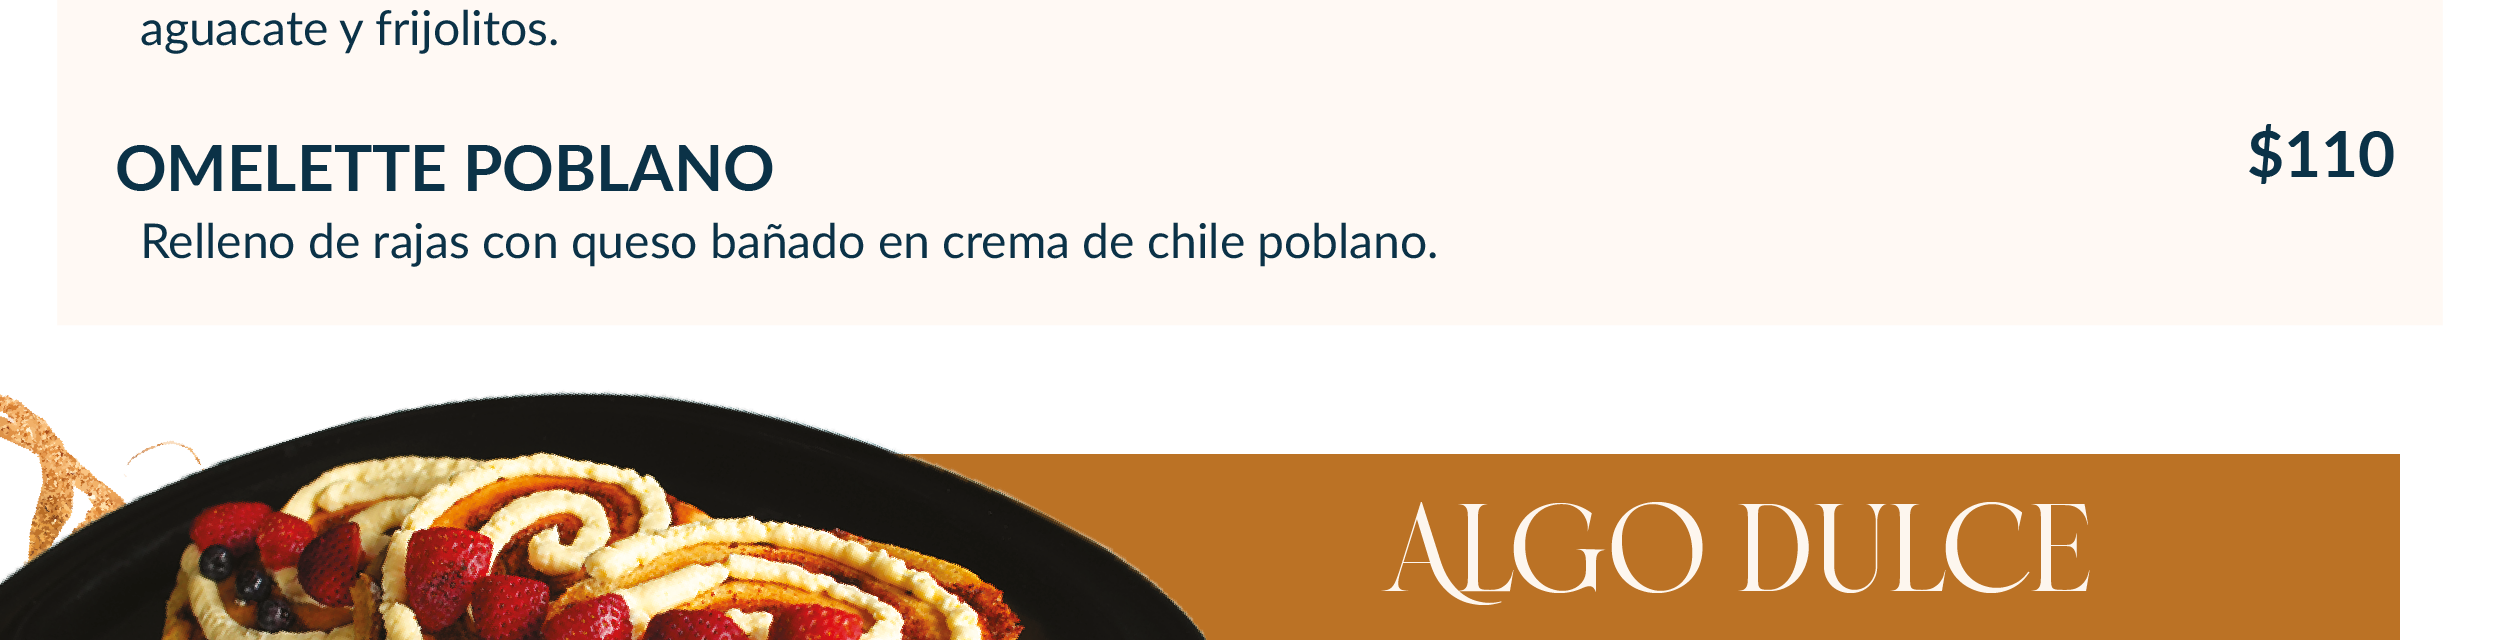 aguacate y frijolitos.
OMELETTE POBLANO $110
Relleno de rajas con queso bañado en crema de chile poblano.
ALGO DULCE